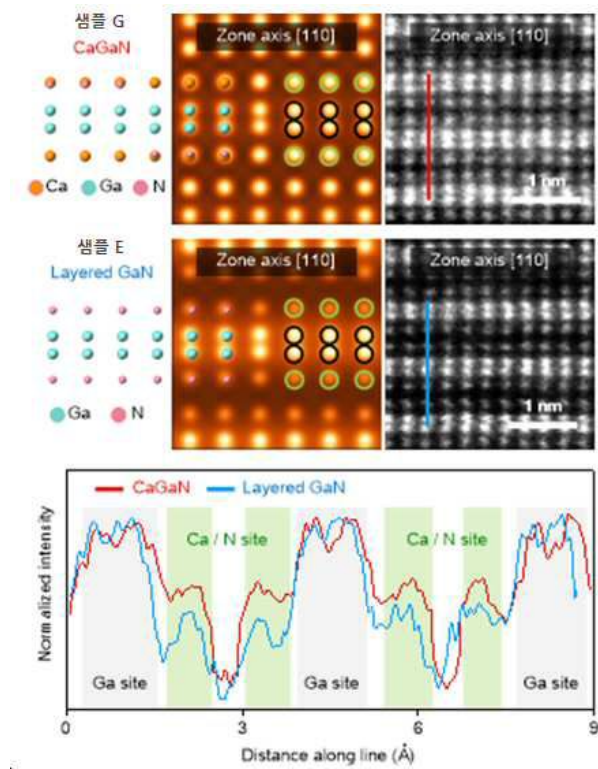 샘플 G
CaGaN
Zone axis [110]
Zone axis [110]
Ca Ga N
1 nm
샘플 E
Layered GaN
Zone axis [110]
Zone axis [110]
Ga N
1 nm
CaGaN Layered GaN
Ca / N site
Ca / N site
Normalized intensity
Ga site
Ga site
Ga site
0
3
6
9
Distance along line (Å)